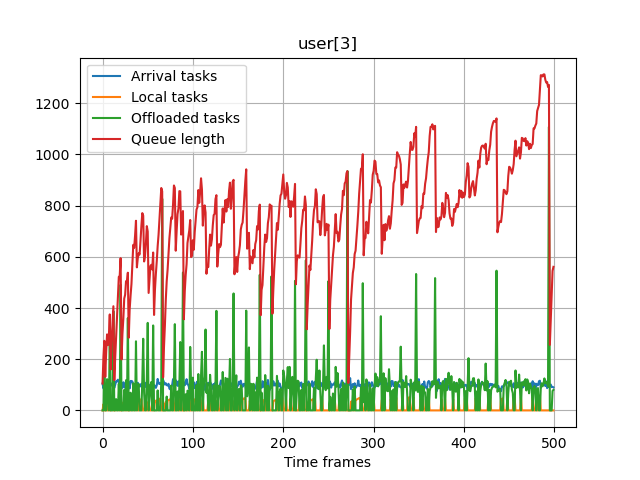 user[3]
Arrival tasks
Local tasks
Offloaded tasks
Queue length
1200
1000
800
600
400
200
0
0 100 200 300 400 500
Time frames